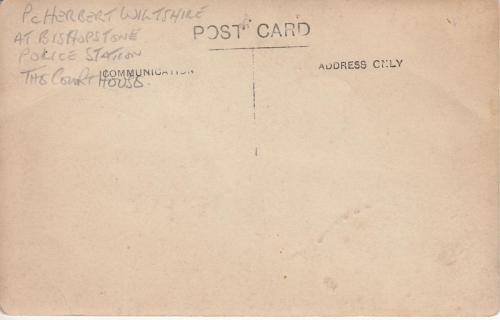 Pc HERBERT WILTSHIRE
AT BISHOPSTONE
POLICE STATION
THE COURT HOUSE.
POST CARD
COMMUNICATION
ADDRESS ONLY